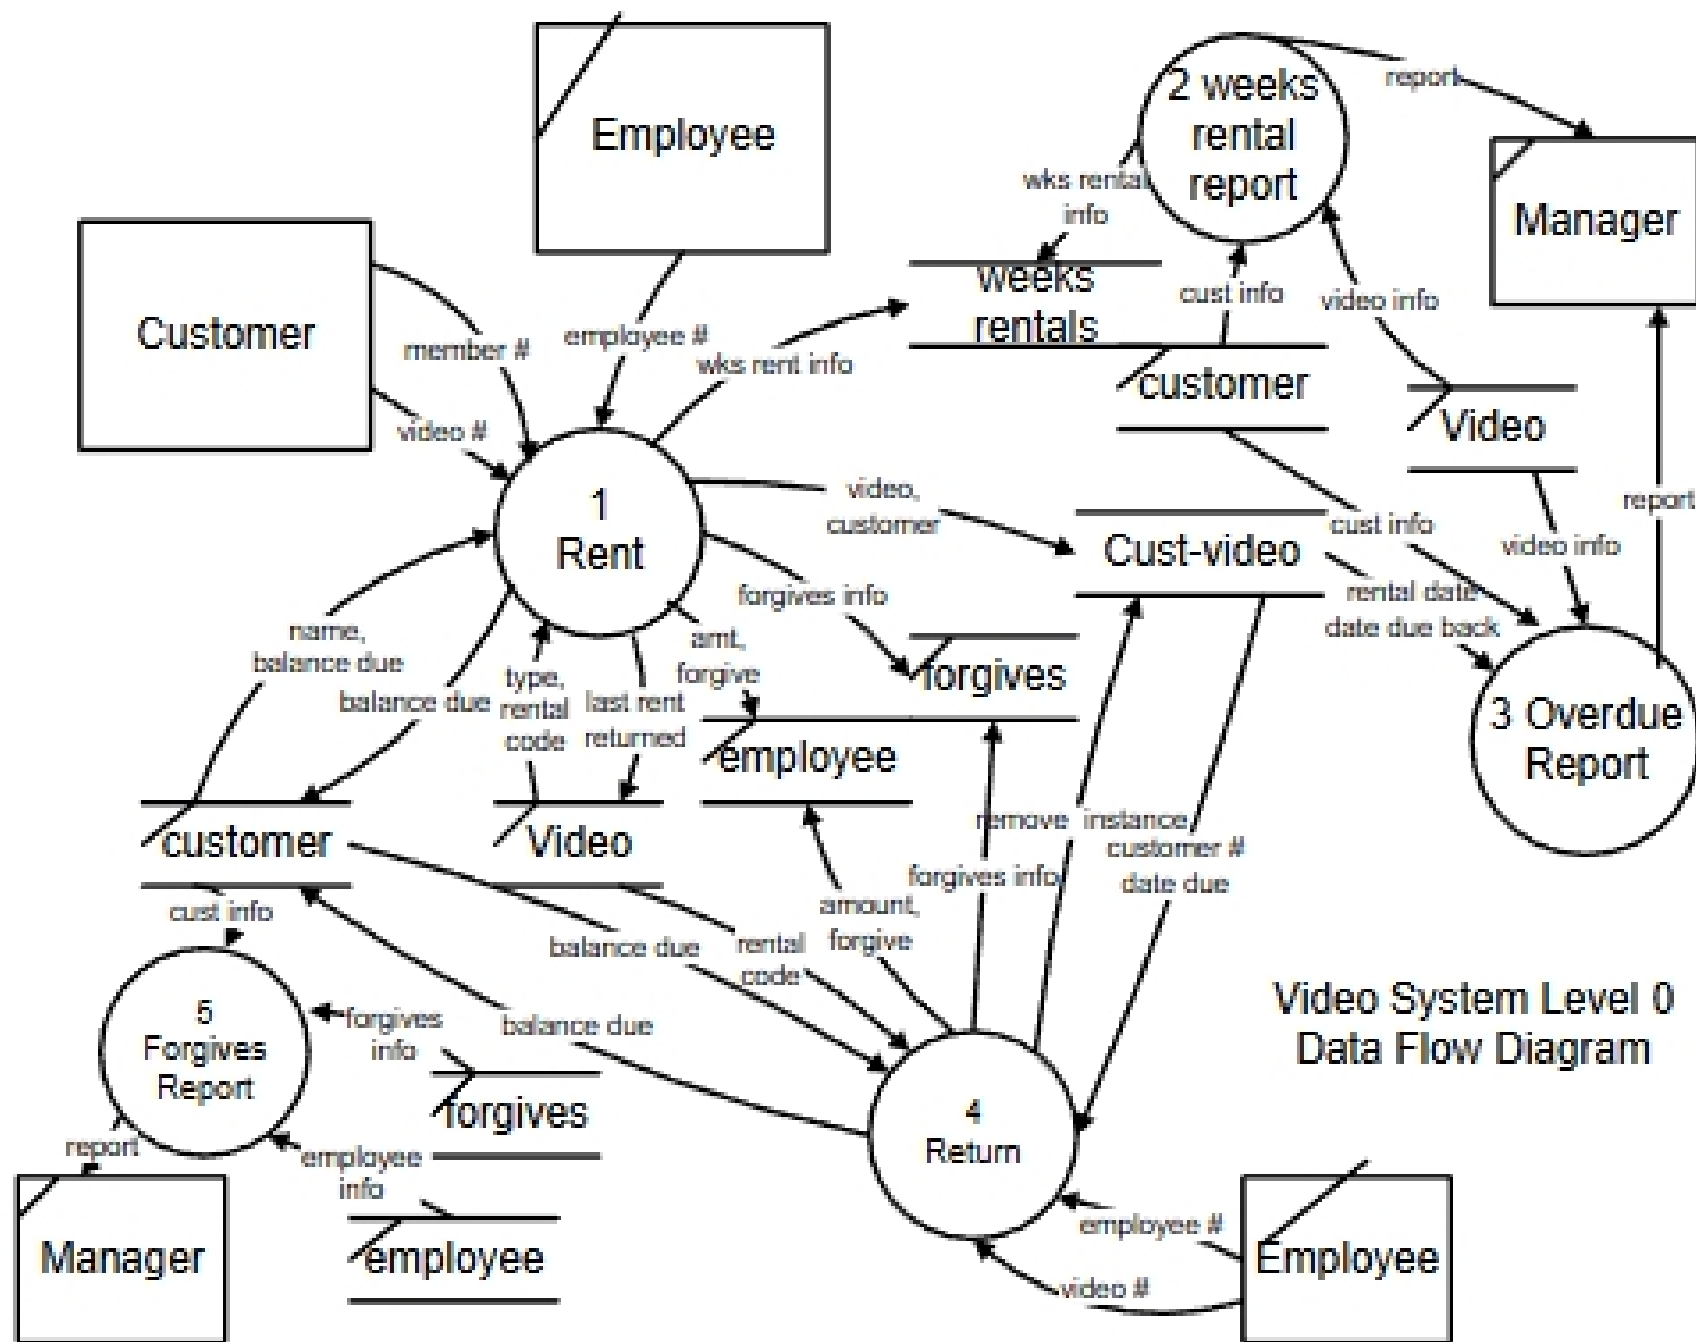 Employee
2 weeks
rental
report
report
Manager
wks rental
info
Customer
weeks
rentals
cust info
video info
member #
employee #
wks rent info
customer
Video
video #
1
Rent
video,
customer
Cust-video
cust info
video info
report
rental date
date due back
forgives info
name,
balance due
balance due
type,
rental
code
last rent
returned
amt,
forgive
forgives
employee
3 Overdue
Report
customer
Video
remove instance
customer #
date due
forgives info
amount,
forgive
cust info
balance due
rental
code
balance due
5
Forgives
Report
forgives
info
forgives
4
Return
Video System Level 0
Data Flow Diagram
report
employee
info
Manager
employee
employee #
Employee
video #